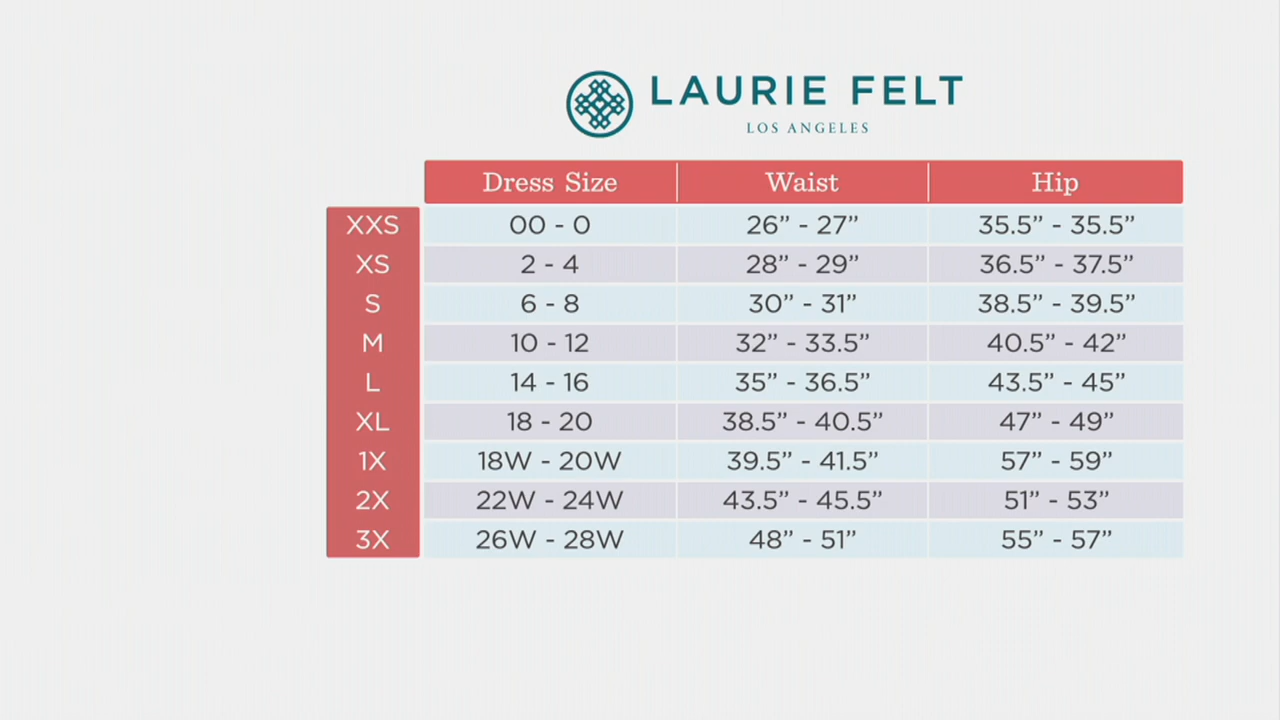 LAURIE FELT
LOS ANGELES
Dress Size Waist Hip
XXS 00 - 0 26” - 27” 35.5” - 35.5”
XS 2 - 4 28” - 29” 36.5” - 37.5”
S 6 - 8 30” - 31” 38.5” - 39.5”
M 10 - 12 32” - 33.5” 40.5” - 42”
L 14 - 16 35” - 36.5” 43.5” - 45”
XL 18 - 20 38.5” - 40.5” 47” - 49”
1X 18W - 20W 39.5” - 41.5” 57” - 59”
2X 22W - 24W 43.5” - 45.5” 51” - 53”
3X 26W - 28W 48” - 51” 55” - 57”